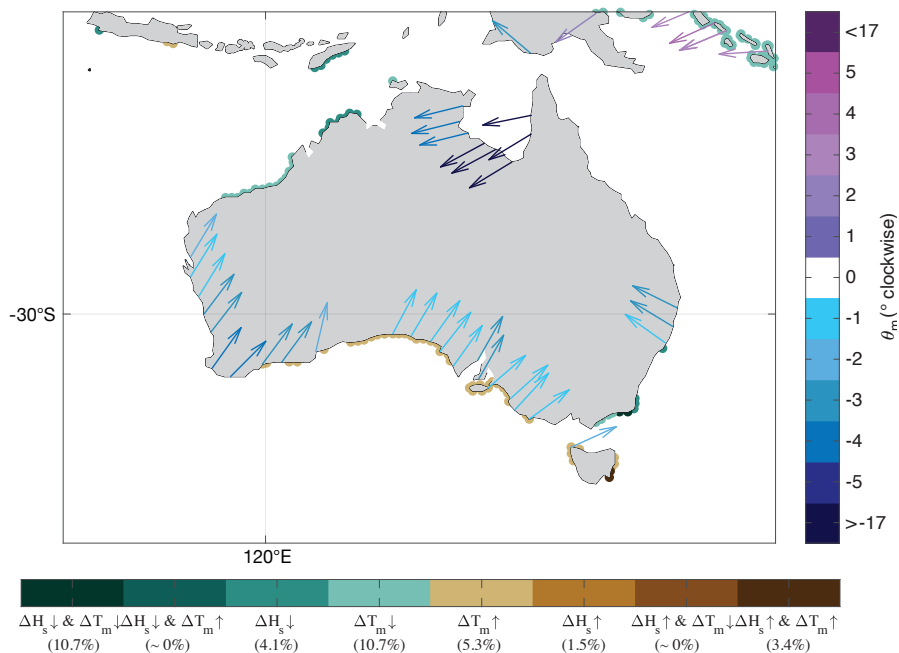 <17
5
4
3
2
1
0
-1
-2
-3
-4
-5
>-17
θm(° clockwise)
-30°S
120°E
ΔHs↓ & ΔTm↓ ΔHs↓ & ΔTm↑ ΔHs↓ ΔTm↓ ΔTm↑ ΔHs↑ ΔHs↑ & ΔTm↓ ΔHs↑ & ΔTm↑
(10.7%) (~ 0%) (4.1%) (10.7%) (5.3%) (1.5%) (~ 0%) (3.4%)